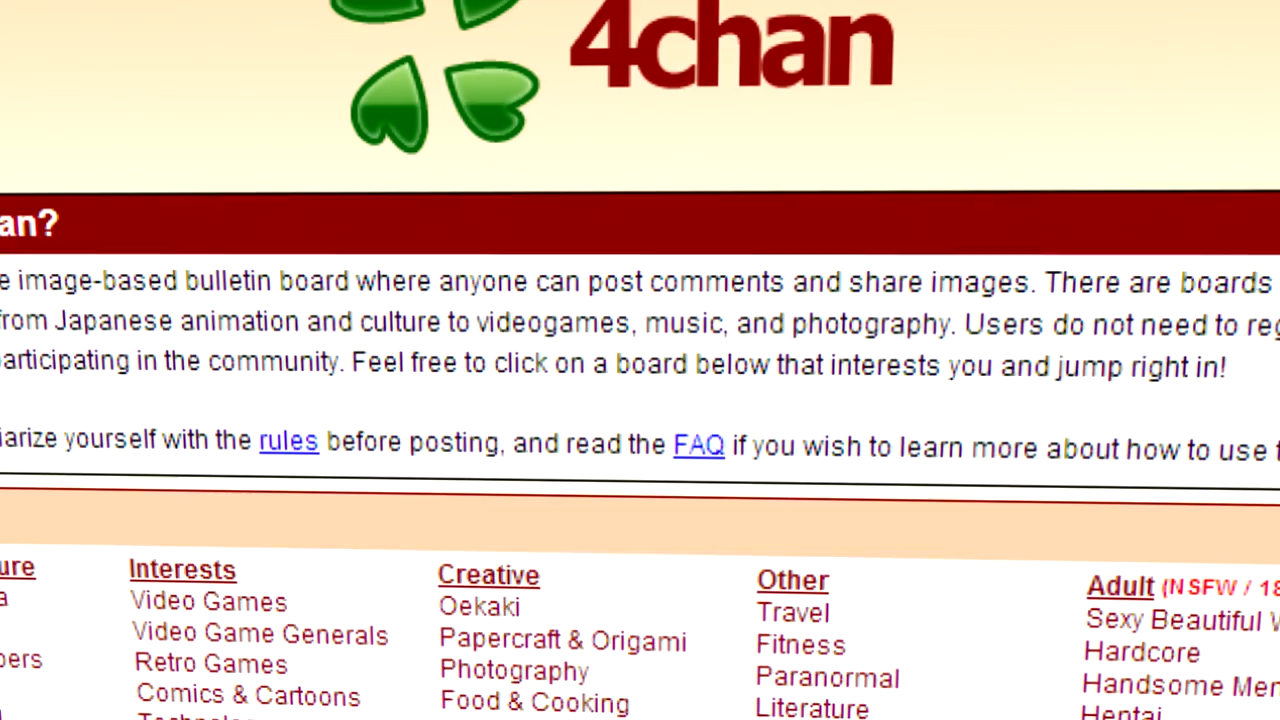 4chan
an?
e image-based bulletin board where anyone can post comments and share images. There are boards
from Japanese animation and culture to videogames, music, and photography. Users do not need to reg
articipating in the community. Feel free to click on a board below that interests you and jump right in!
iarize yourself with the rules before posting, and read the FAQ if you wish to learn more about how to use t
ure Interests Creative Other Adult (NSFW / 18
a Video Games Oekaki Travel Sexy Beautiful W
Video Game Generals Papercraft & Origami Fitness Hardcore
pers Retro Games Photography Paranormal Handsome Men
Comics & Cartoons Food & Cooking Literature Hentai